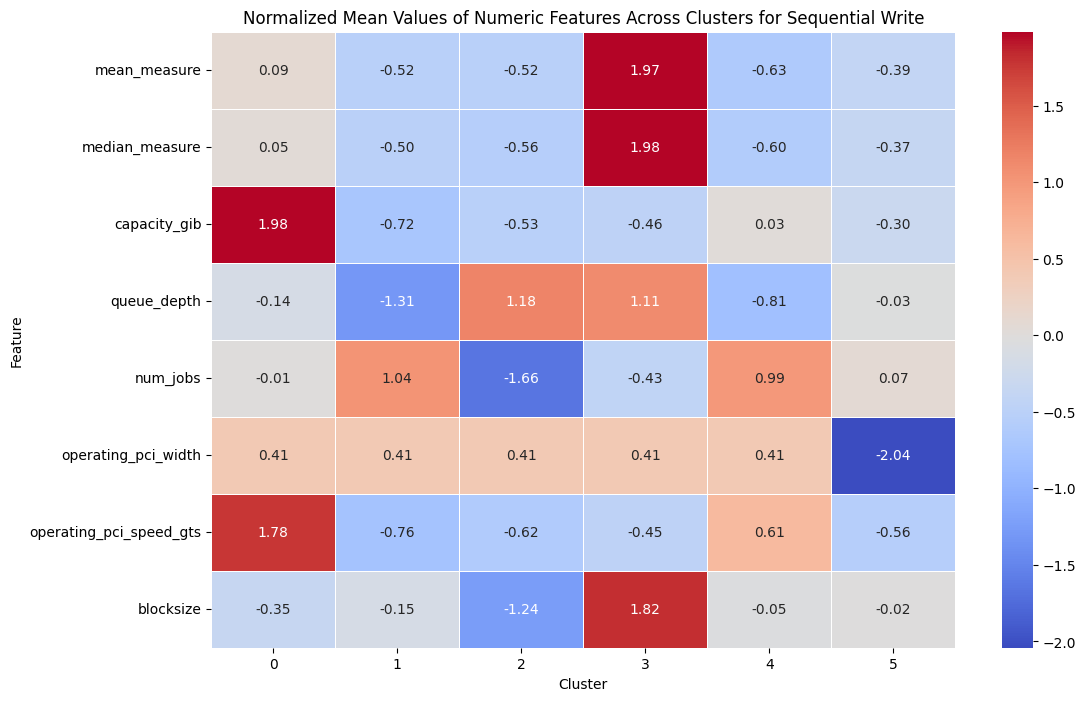 Normalized Mean Values of Numeric Features Across Clusters for Sequential Write
mean_measure 0.09 -0.52 -0.52 1.97 -0.63 -0.39
median_measure 0.05 -0.50 -0.56 1.98 -0.60 -0.37
capacity_gib 1.98 -0.72 -0.53 -0.46 0.03 -0.30
queue_depth -0.14 -1.31 1.18 1.11 -0.81 -0.03
num_jobs -0.01 1.04 -1.66 -0.43 0.99 0.07
operating_pci_width 0.41 0.41 0.41 0.41 0.41 -2.04
operating_pci_speed_gts 1.78 -0.76 -0.62 -0.45 0.61 -0.56
blocksize -0.35 -0.15 -1.24 1.82 -0.05 -0.02
0 1 2 3 4 5
Cluster
Feature
1.5
1.0
0.5
0.0
−0.5
−1.0
−1.5
−2.0